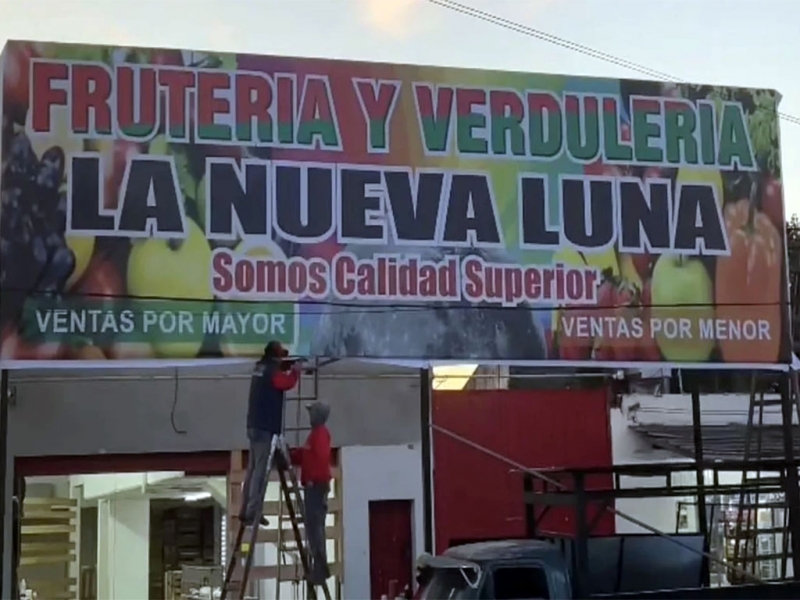 FRUTERIA Y VERDULERIA
LA NUEVA LUNA
Somos Calidad Superior
VENTAS POR MAYOR
VENTAS POR MENOR